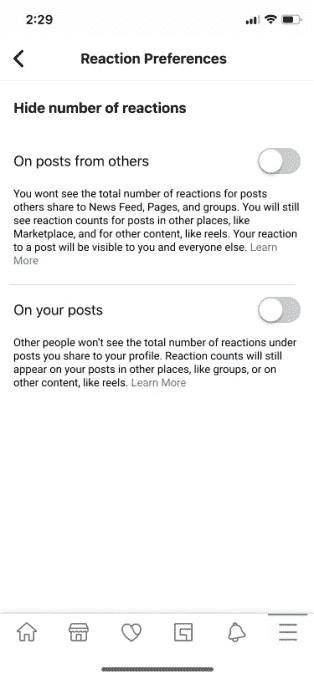 2:29
Reaction Preferences
Hide number of reactions
On posts from others
You wont see the total number of reactions for posts
others share to News Feed, Pages, and groups. You will still
see reaction counts for posts in other places, like
Marketplace, and for other content, like reels. Your reaction
to a post will be visible to you and everyone else. Learn
More
On your posts
Other people won't see the total number of reactions under
posts you share to your profile. Reaction counts will still
appear on your posts in other places, like groups, or on
other content, like reels. Learn More